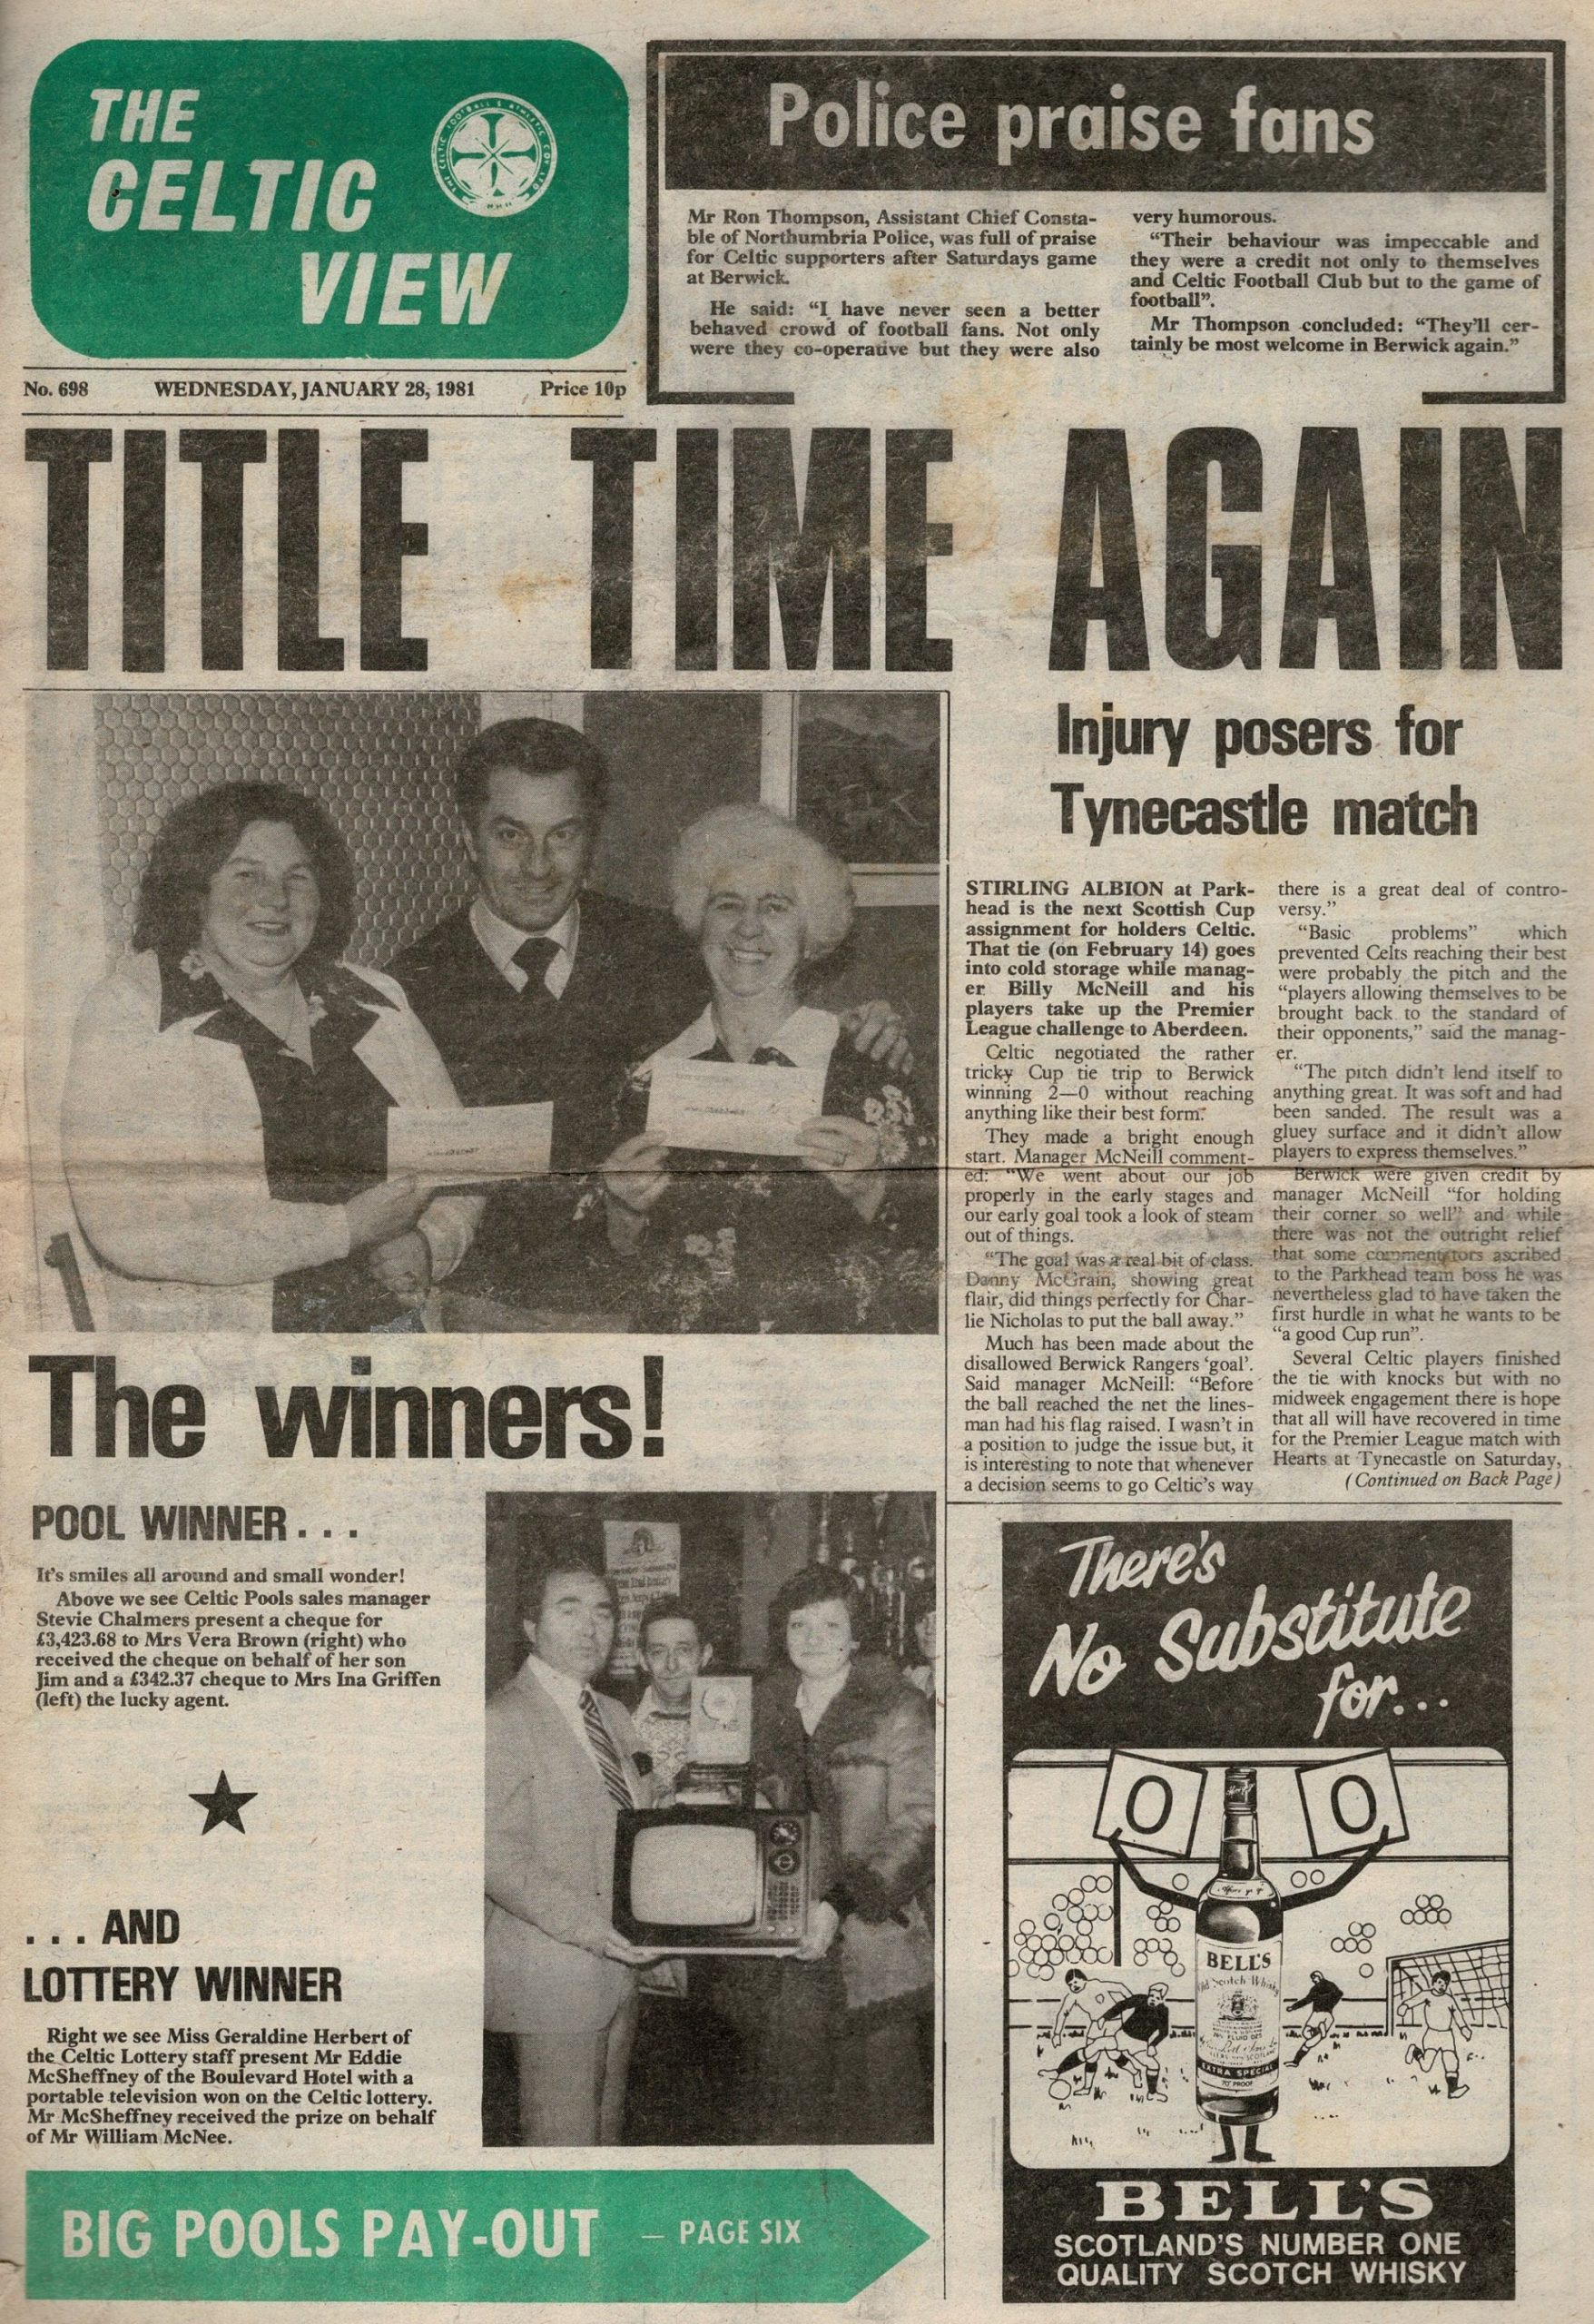 THE
CELTIC
VIEW
No. 698 WEDNESDAY, JANUARY 28, 1981 Price 10p
Police praise fans
Mr Ron Thompson, Assistant Chief Consta-
ble of Northumbria Police, was full of praise
for Celtic supporters after Saturdays game
at Berwick.
He said: “I have never seen a better
behaved crowd of football fans. Not only
were they co-operative but they were also
very humorous.
“Their behaviour was impeccable and
they were a credit not only to themselves
and Celtic Football Club but to the game of
football”.
Mr Thompson concluded: “They’ll cer-
tainly be most welcome in Berwick again.”
TITLE TIME AGAIN
Injury posers for
Tynecastle match
STIRLING ALBION at Park-
head is the next Scottish Cup
assignment for holders Celtic.
That tie (on February 14) goes
into cold storage while manag-
er Billy McNeill and his
players take up the Premier
League challenge to Aberdeen.
Celtic negotiated the rather
tricky Cup tie trip to Berwick
winning 2—0 without reaching
anything like their best form.
They made a bright enough
start. Manager McNeill comment-
ed: “We went about our job
properly in the early stages and
our early goal took a look of steam
out of things.
“The goal was a real bit of class.
Danny McGrain, showing great
flair, did things perfectly for Char-
lie Nicholas to put the ball away.”
Much has been made about the
disallowed Berwick Rangers ‘goal’.
Said manager McNeill: “Before
the ball reached the net the lines-
man had his flag raised. I wasn’t in
a position to judge the issue but, it
is interesting to note that whenever
a decision seems to go Celtic’s way
there is a great deal of contro-
versy.”
“Basic problems” which
prevented Celts reaching their best
were probably the pitch and the
“players allowing themselves to be
brought back to the standard of
their opponents,” said the manag-
er.
“The pitch didn’t lend itself to
anything great. It was soft and had
been sanded. The result was a
gluey surface and it didn’t allow
players to express themselves.”
Berwick were given credit by
manager McNeill “for holding
their corner so well” and while
there was not the outright relief
that some commentators ascribed
to the Parkhead team boss he was
nevertheless glad to have taken the
first hurdle in what he wants to be
“a good Cup run”.
Several Celtic players finished
the tie with knocks but with no
midweek engagement there is hope
that all will have recovered in time
for the Premier League match with
Hearts at Tynecastle on Saturday,
(Continued on Back Page)
The winners!
POOL WINNER . . .
It’s smiles all around and small wonder!
Above we see Celtic Pools sales manager
Stevie Chalmers present a cheque for
£3,423.68 to Mrs Vera Brown (right) who
received the cheque on behalf of her son
Jim and a £342.37 cheque to Mrs Ina Griffen
(left) the lucky agent.
. . . AND
LOTTERY WINNER
Right we see Miss Geraldine Herbert of
the Celtic Lottery staff present Mr Eddie
McSheffney of the Boulevard Hotel with a
portable television won on the Celtic lottery.
Mr McSheffney received the prize on behalf
of Mr William McNee.
BIG POOLS PAY-OUT — PAGE SIX
There’s
No Substitute
for...
0 0
BELL’S
Old Scotch Whisky
EXTRA SPECIAL
70° PROOF
BELL’S
SCOTLAND’S NUMBER ONE
QUALITY SCOTCH WHISKY